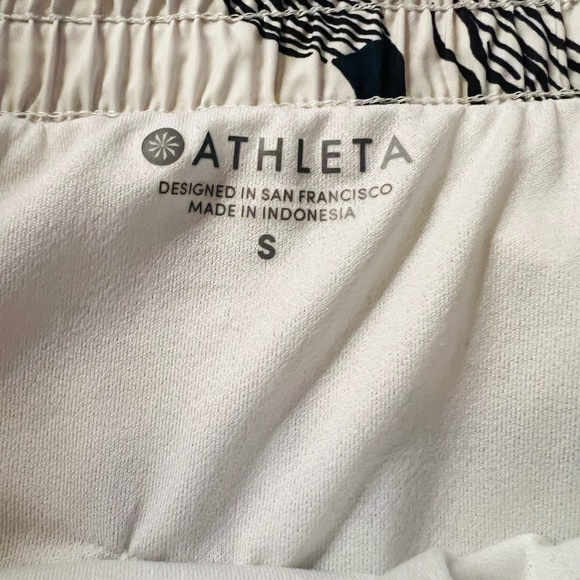 ATHLETA
DESIGNED IN SAN FRANCISCO
MADE IN INDONESIA
S